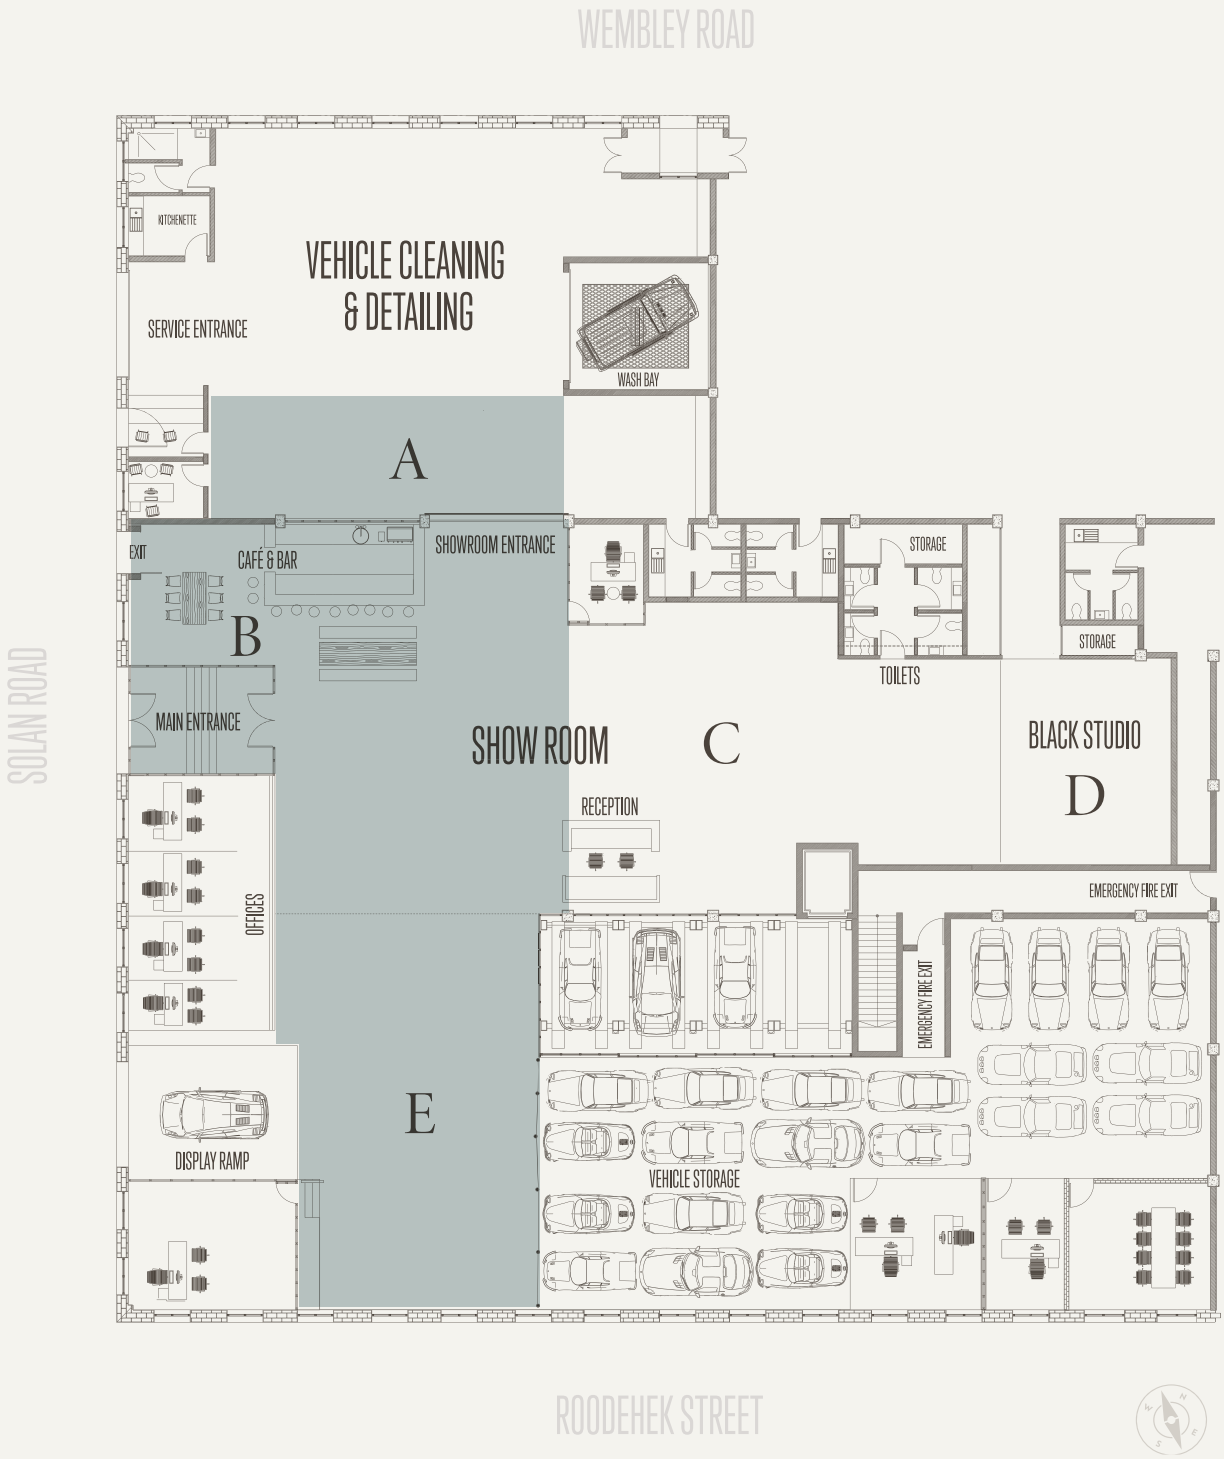 WEMBLEY ROAD
KITCHENETTE
VEHICLE CLEANING
& DETAILING
SERVICE ENTRANCE
WASH BAY
A
EXIT
CAFÉ & BAR
SHOWROOM ENTRANCE
STORAGE
B
STORAGE
TOILETS
SOLAN ROAD
MAIN ENTRANCE
SHOW ROOM
C
BLACK STUDIO
D
RECEPTION
EMERGENCY FIRE EXIT
OFFICES
EMERGENCY FIRE EXIT
E
DISPLAY RAMP
VEHICLE STORAGE
ROODEHEK STREET
N
W
E
S